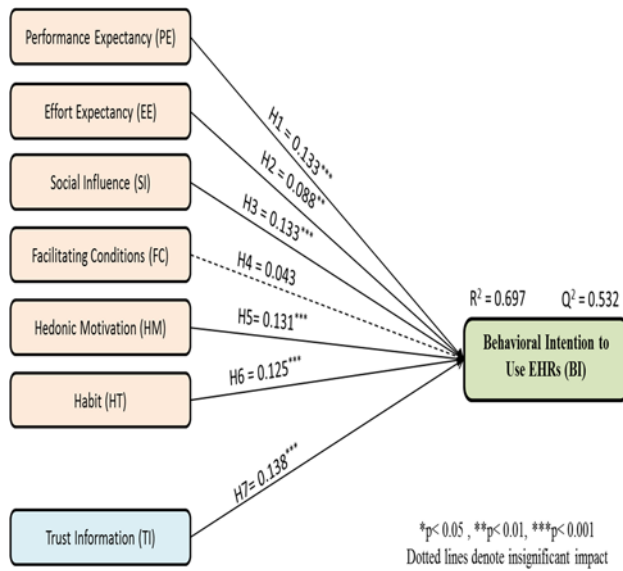 Performance Expectancy (PE)
Effort Expectancy (EE)
Social Influence (SI)
Facilitating Conditions (FC)
Hedonic Motivation (HM)
Habit (HT)
Trust Information (TI)
H1 = 0.133***
H2 = 0.088**
H3 = 0.133***
H4 = 0.043
H5= 0.131***
H6 = 0.125***
H7= 0.138***
R² = 0.697 Q² = 0.532
Behavioral Intention to
Use EHRs (BI)
*p< 0.05 , **p< 0.01, ***p< 0.001
Dotted lines denote insignificant impact